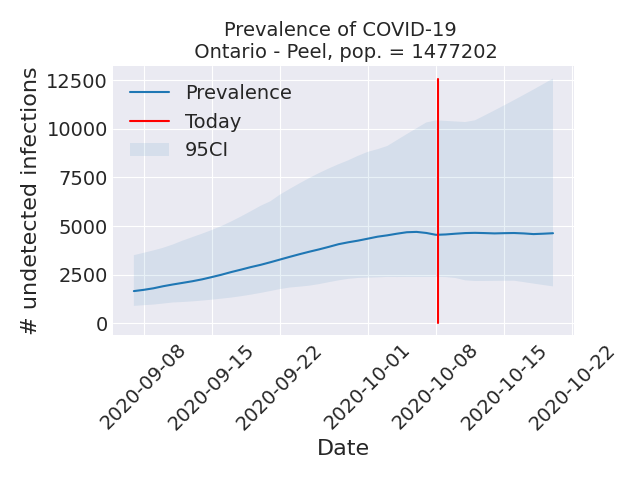 Prevalence of COVID-19
Ontario - Peel, pop. = 1477202
# undetected infections
12500
10000
7500
5000
2500
0
Prevalence
Today
95CI
2020-09-08
2020-09-15
2020-09-22
2020-10-01
2020-10-08
2020-10-15
2020-10-22
Date